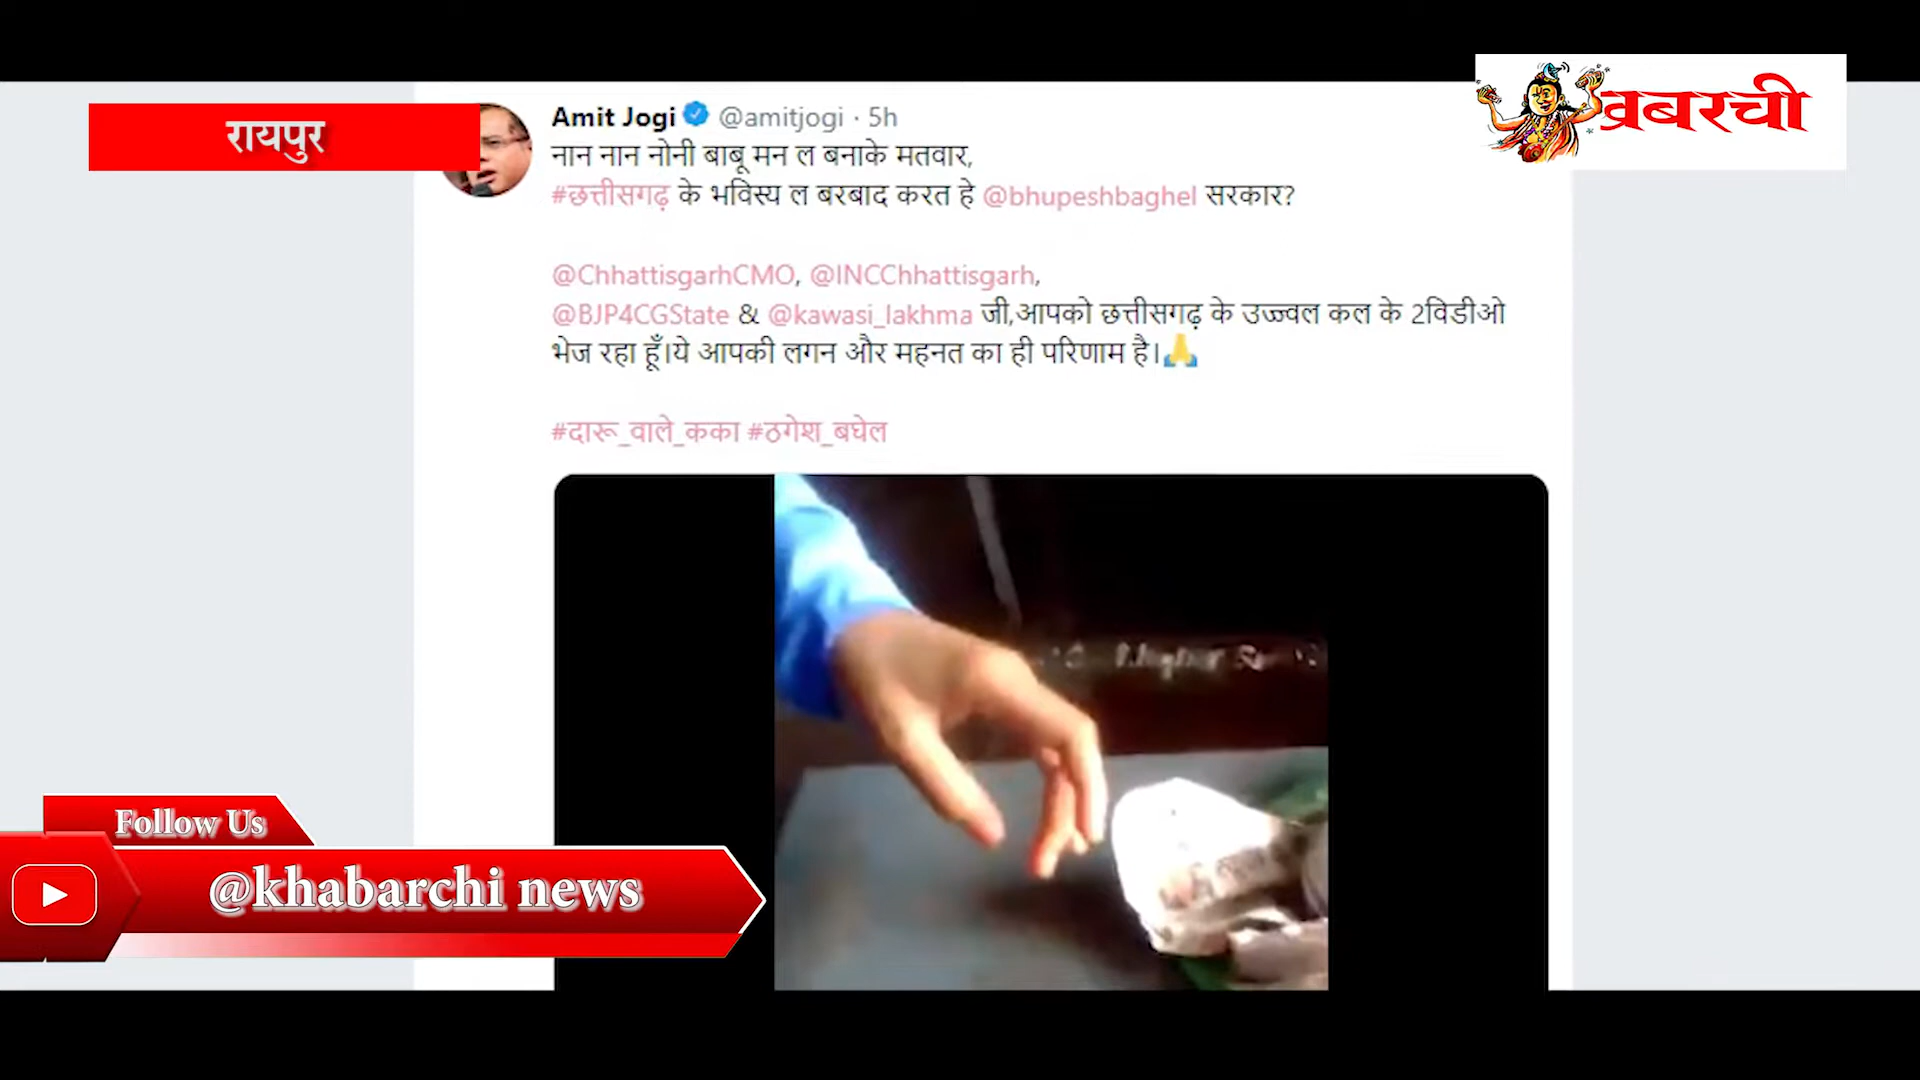 रायपुर
खबरची
Amit Jogi @amitjogi · 5h
नान नान नोनी बाबू मन ल बनाके मतवार,
#छत्तीसगढ़ के भविस्य ल बरबाद करत हे @bhupeshbaghel सरकार?
@ChhattisgarhCMO, @INCChhattisgarh,
@BJP4CGState & @kawasi_lakhma जी,आपको छत्तीसगढ़ के उज्ज्वल कल के 2विडीओ
भेज रहा हूँ।ये आपकी लगन और महनत का ही परिणाम है।🙏
#दारू_वाले_कका #ठगेश_बघेल
Follow Us
@khabarchi news